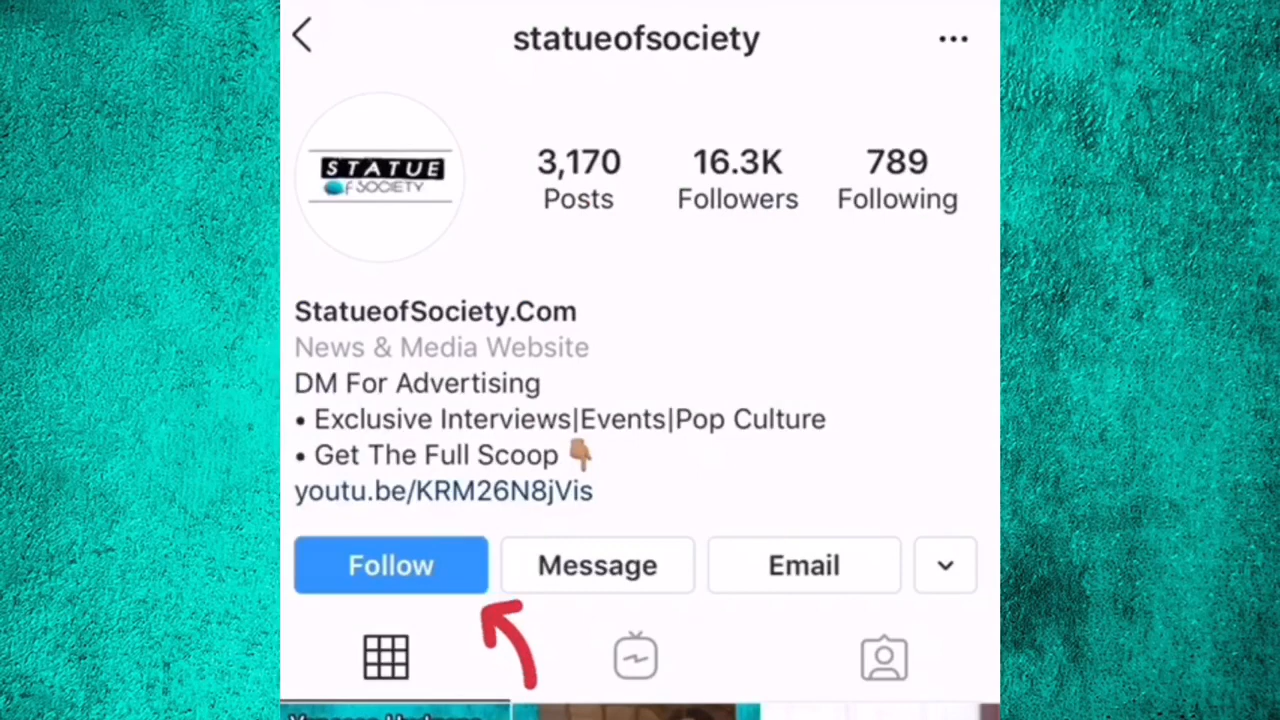 statueofsociety
STATUE
OF SOCIETY
3,170 16.3K 789
Posts Followers Following
StatueofSociety.Com
News & Media Website
DM For Advertising
• Exclusive Interviews|Events|Pop Culture
• Get The Full Scoop 👇🏽
youtu.be/KRM26N8jVis
Follow Message Email